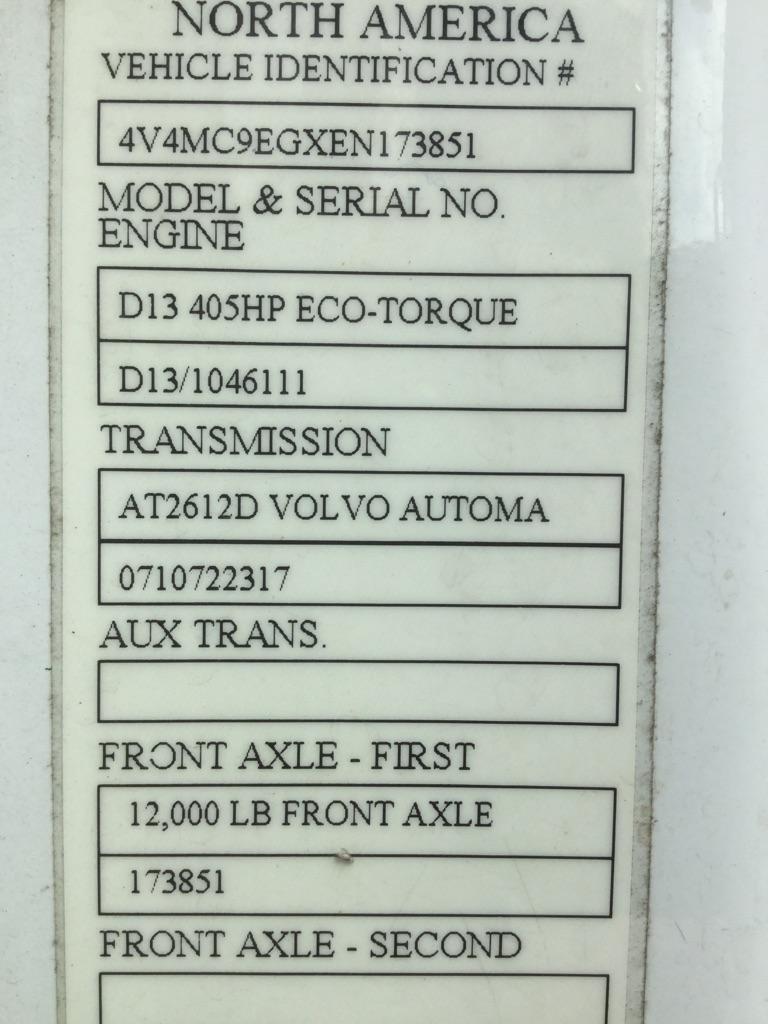 NORTH AMERICA
VEHICLE IDENTIFICATION #
4V4MC9EGXEN173851
MODEL & SERIAL NO.
ENGINE
D13 405HP ECO-TORQUE
D13/1046111
TRANSMISSION
AT2612D VOLVO AUTOMA
0710722317
AUX TRANS.
FRONT AXLE - FIRST
12,000 LB FRONT AXLE
173851
FRONT AXLE - SECOND